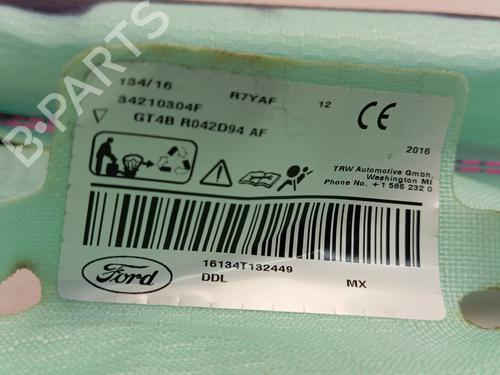 134/16 R7YAF 12
34210304F
GT4B R042D94 AF
CE
2016
TRW Automotive GmbH,
Washington MI
Phone No. +1 586 232 0
16134T132449
Ford
DDL MX
B-PARTS